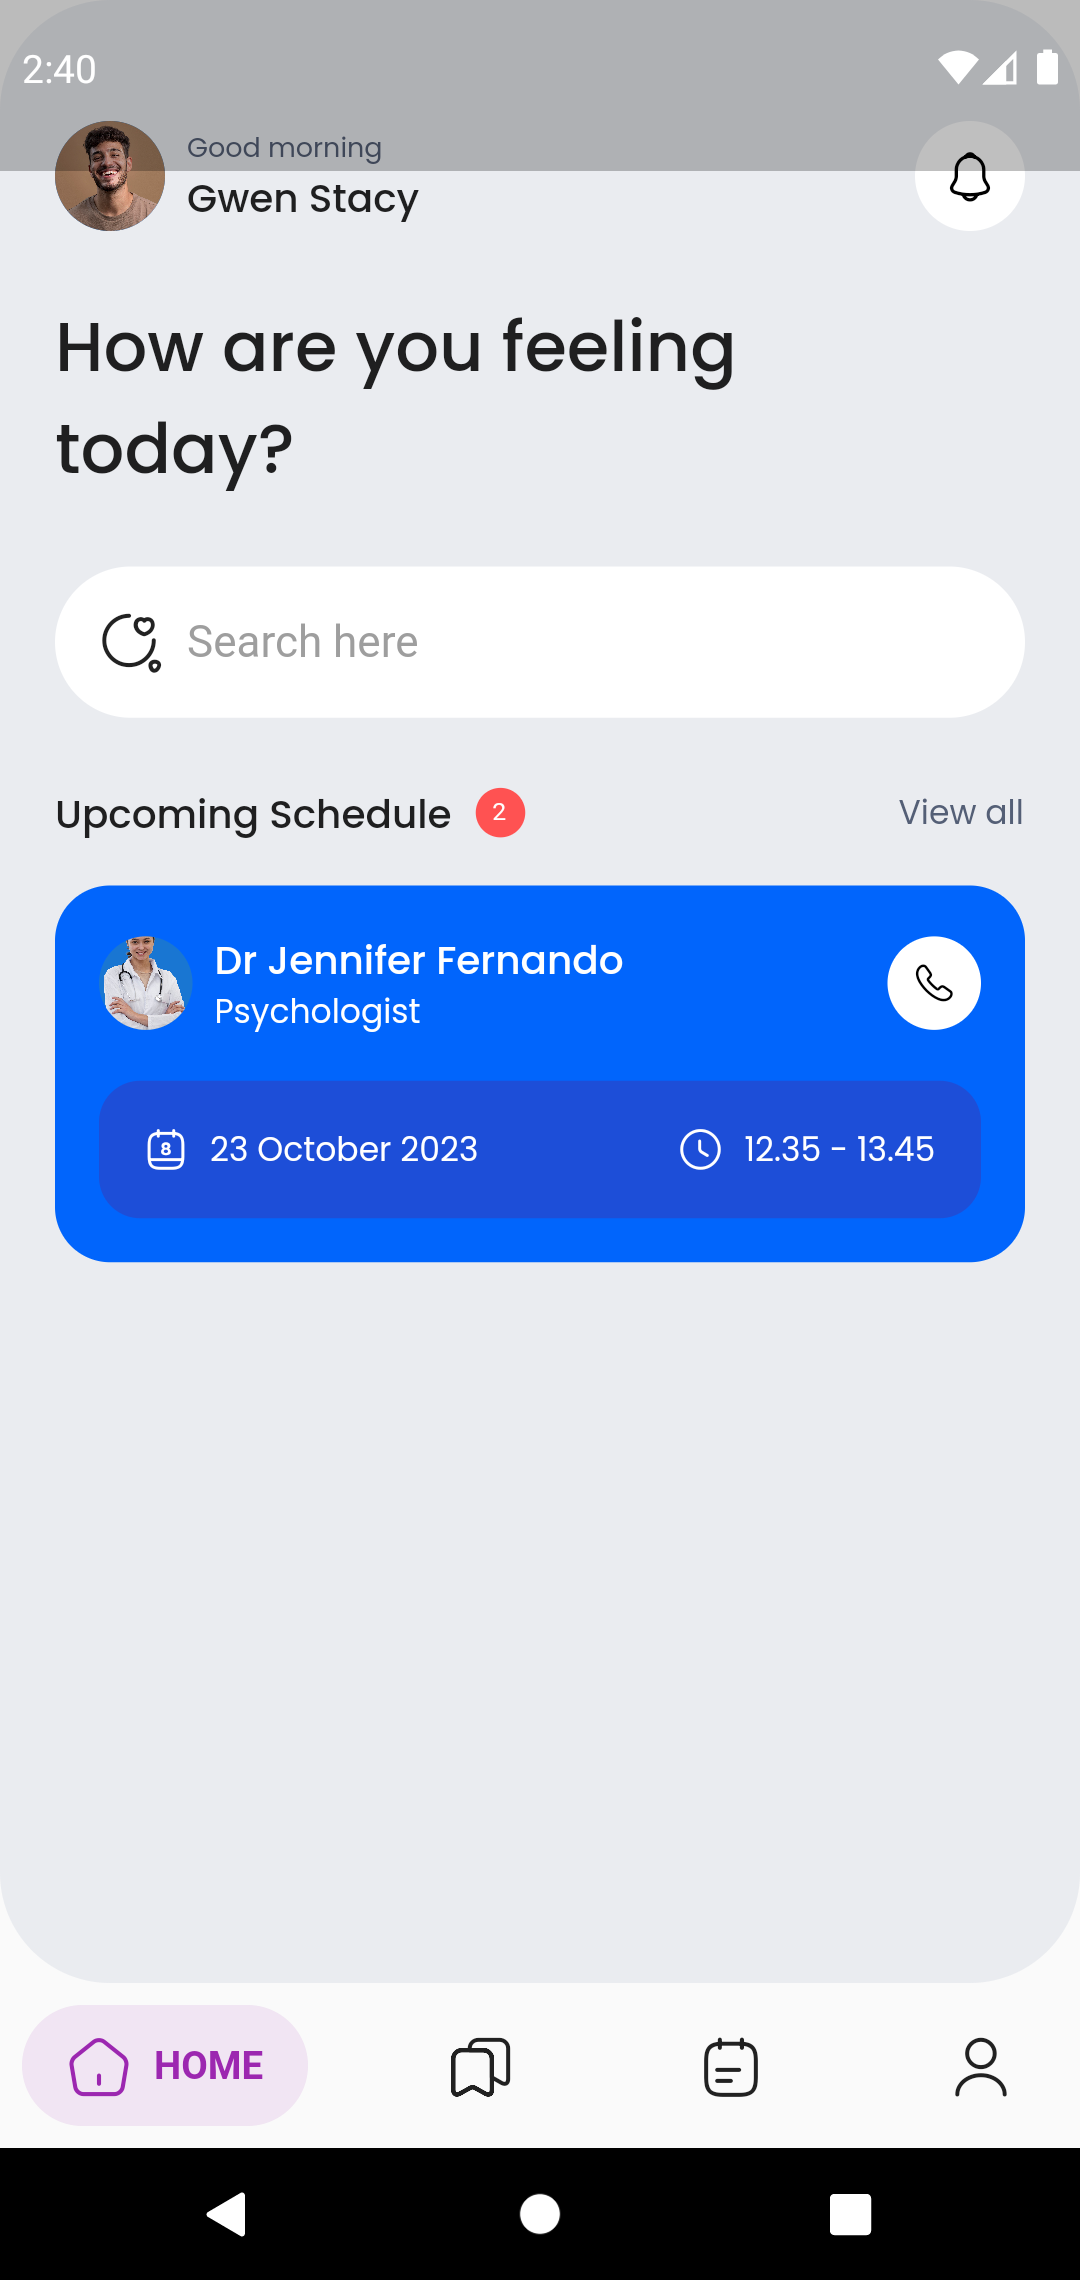 2:40
Good morning
Gwen Stacy
How are you feeling
today?
Search here
Upcoming Schedule 2
View all
Dr Jennifer Fernando
Psychologist
8 23 October 2023
12.35 - 13.45
HOME